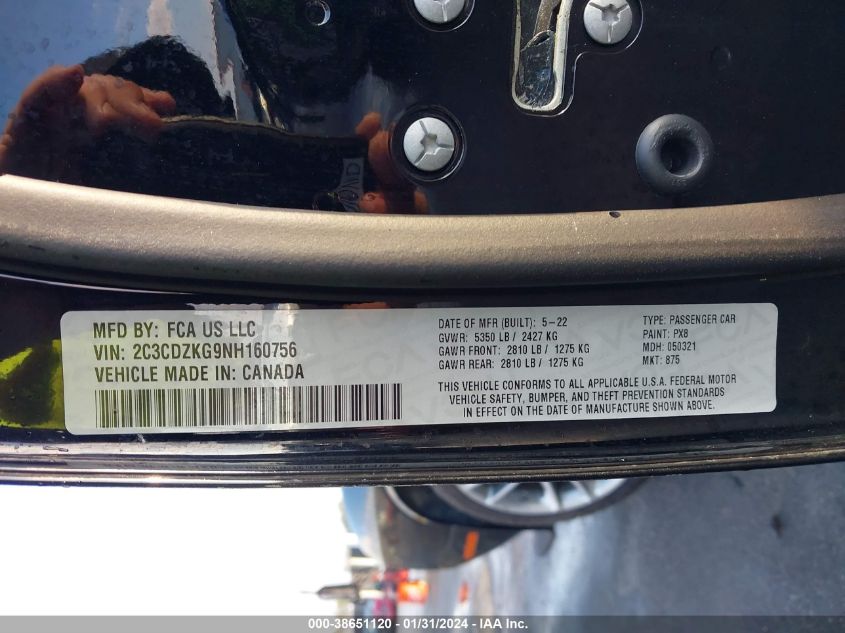 MFD BY: FCA US LLC
VIN: 2C3CDZKG9NH160756
VEHICLE MADE IN: CANADA
DATE OF MFR (BUILT): 5-22
GVWR: 5350 LB / 2427 KG
GAWR FRONT: 2810 LB / 1275 KG
GAWR REAR: 2810 LB / 1275 KG
TYPE: PASSENGER CAR
PAINT: PX8
MDH: 050321
MKT: 875
THIS VEHICLE CONFORMS TO ALL APPLICABLE U.S.A. FEDERAL MOTOR
VEHICLE SAFETY, BUMPER, AND THEFT PREVENTION STANDARDS
IN EFFECT ON THE DATE OF MANUFACTURE SHOWN ABOVE.
000-38651120 - 01/31/2024 - IAA Inc.